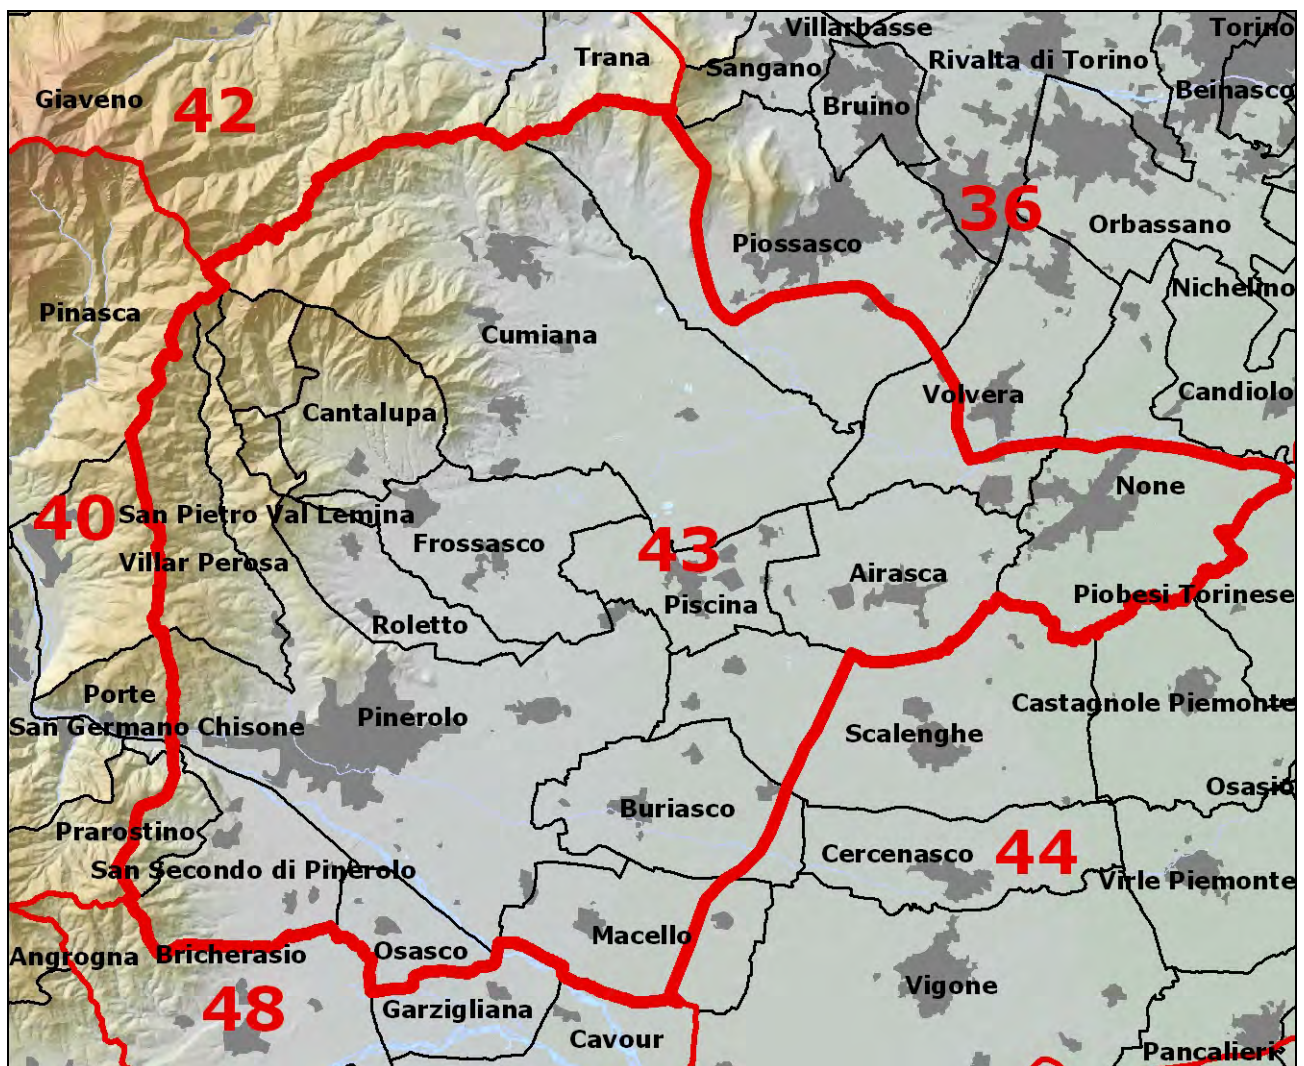 Villarbasse
Torino
Trana
Sangano
Rivalta di Torino
Giaveno
42
Bruino
Beinasco
36
Piossasco
Orbassano
Nichelino
Pinasca
Cumiana
Volvera
Candiolo
Cantalupa
None
40
San Pietro Val Lemina
Frossasco
43
Villar Perosa
Airasca
Piscina
Piobesi Torinese
Roletto
Porte
Pinerolo
Castagnole Piemonte
San Germano Chisone
Scalenghe
Osasio
Buriasco
Prarostino
Cercenasco
44
San Secondo di Pinerolo
Virle Piemonte
Macello
Angrogna
Bricherasio
Osasco
Vigone
48
Garzigliana
Cavour
Pancalieri